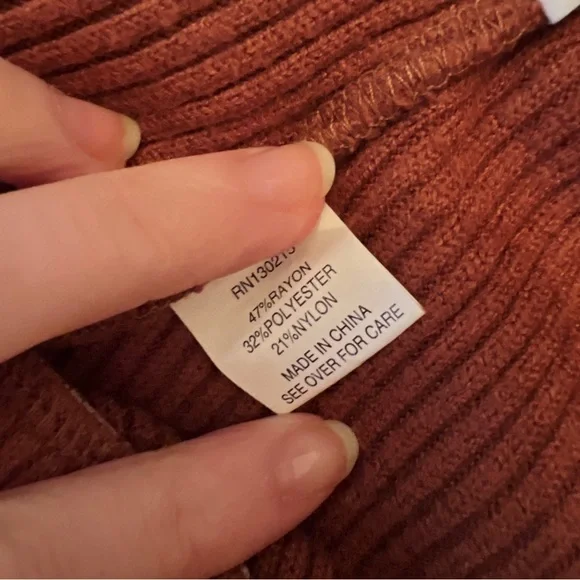 RN130213
47%RAYON
32%POLYESTER
21%NYLON
MADE IN CHINA
SEE OVER FOR CARE